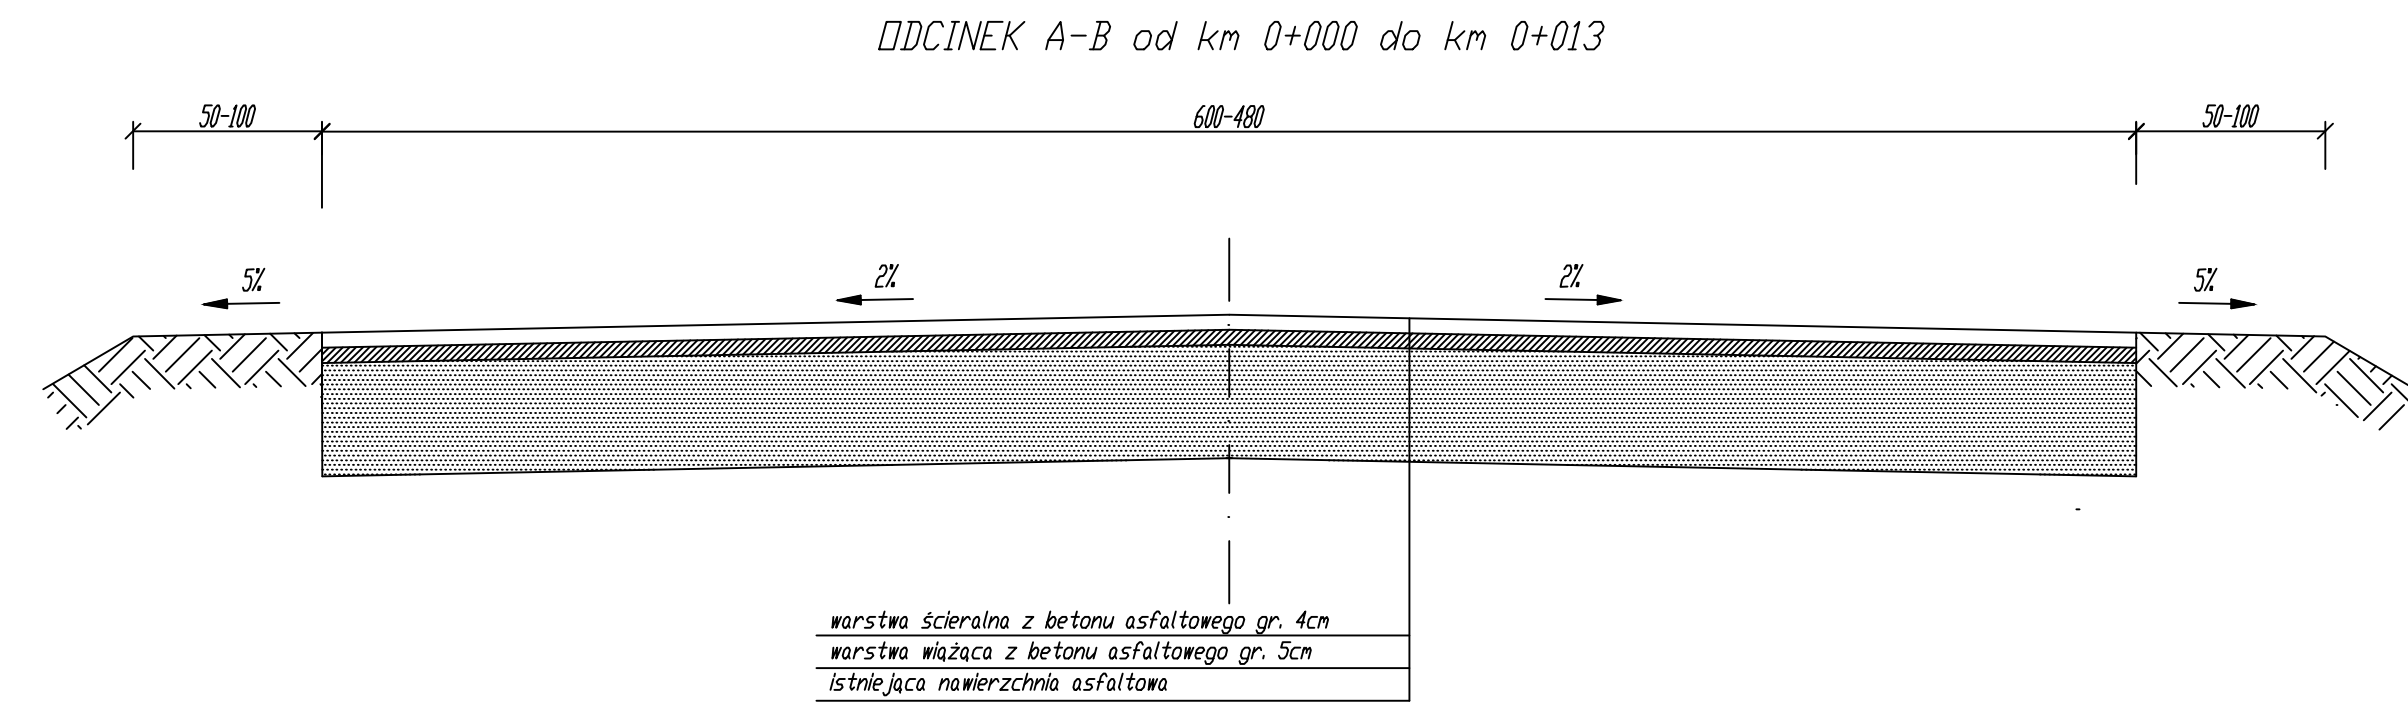 ODCINEK A-B od km 0+000 do km 0+013
50-100 600-480 50-100
5% 2% 2% 5%
warstwa ścieralna z betonu asfaltowego gr. 4cm
warstwa wiążąca z betonu asfaltowego gr. 5cm
istniejąca nawierzchnia asfaltowa